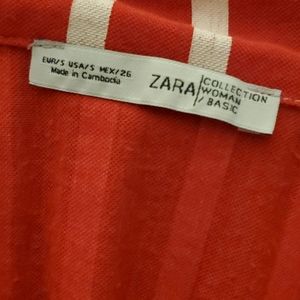 EUR/S USA/S MEX/26
Made in Cambodia
ZARA
COLLECTION
WOMAN
/ BASIC